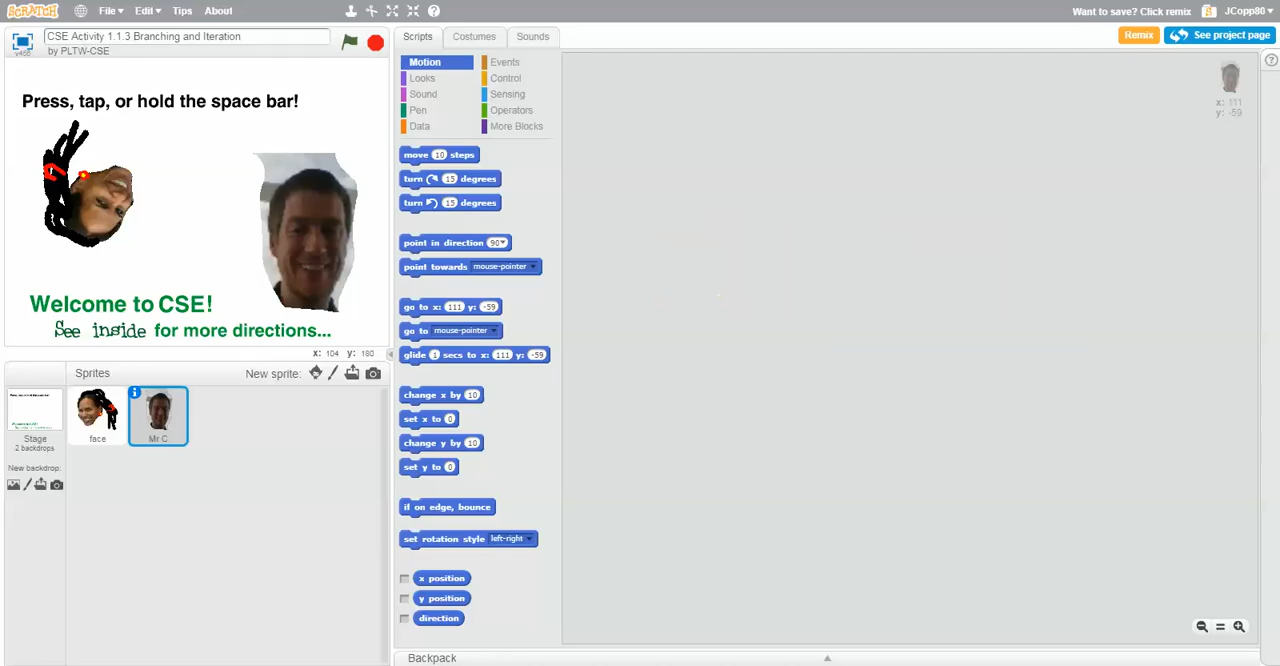 SCRATCH File Edit Tips About Want to save? Click remix JCopp80
CSE Activity 1.1.3 Branching and Iteration
by PLTW-CSE
v456
Remix See project page
Scripts Costumes Sounds
Press, tap, or hold the space bar!
Welcome to CSE!
See inside for more directions...
x: 104 y: 180
Sprites New sprite:
Stage
2 backdrops
New backdrop:
face
Mr C
Motion Events
Looks Control
Sound Sensing
Pen Operators
Data More Blocks
move 10 steps
turn 15 degrees
turn 15 degrees
point in direction 90
point towards mouse-pointer
go to x: 111 y: -59
go to mouse-pointer
glide 1 secs to x: 111 y: -59
change x by 10
set x to 0
change y by 10
set y to 0
if on edge, bounce
set rotation style left-right
x position
y position
direction
x: 111
y: -59
Backpack